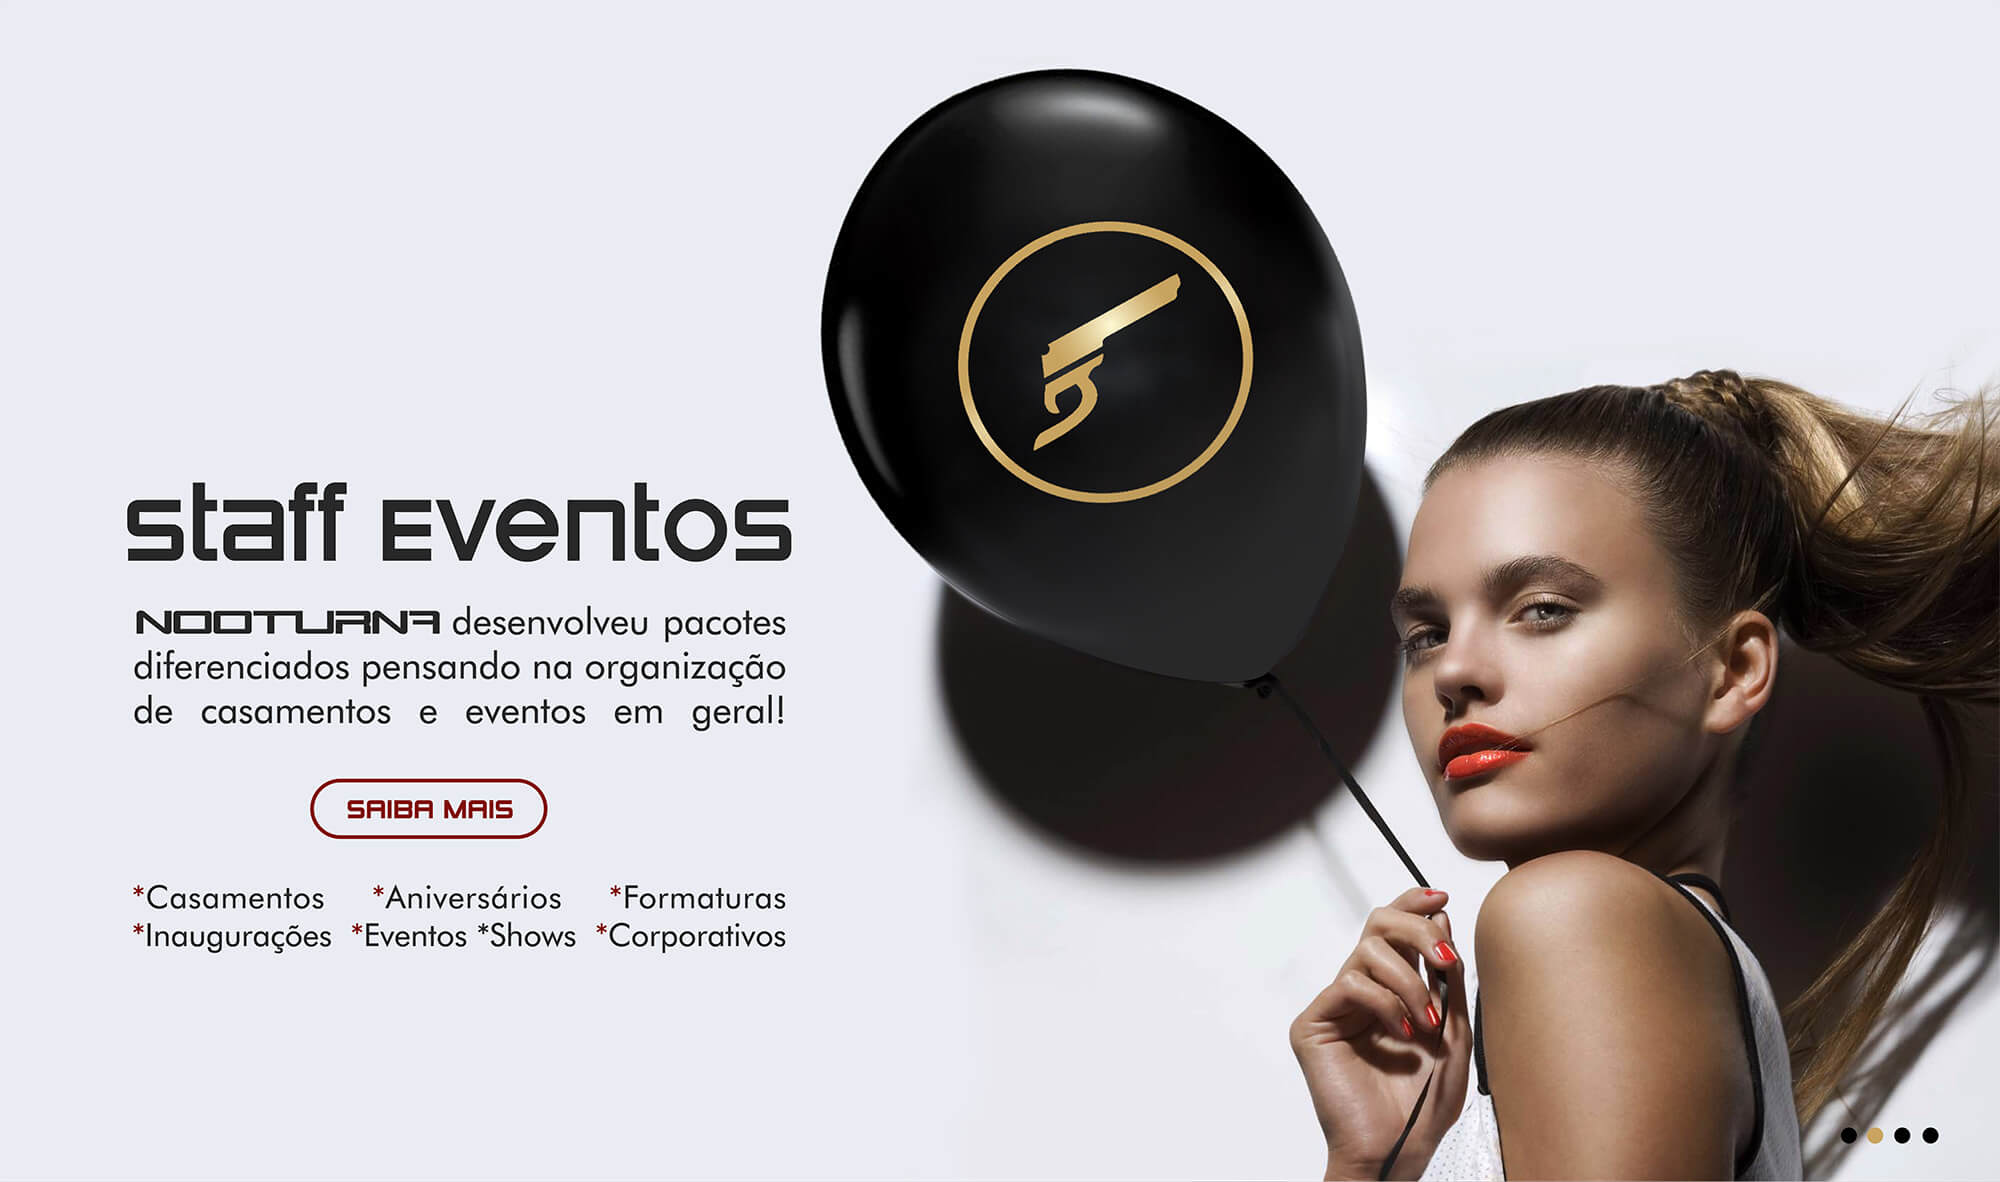 Staff Eventos
NOOTURNA desenvolveu pacotes
diferenciados pensando na organização
de casamentos e eventos em geral!
SAIBA MAIS
*Casamentos *Aniversários *Formaturas
*Inaugurações *Eventos *Shows *Corporativos